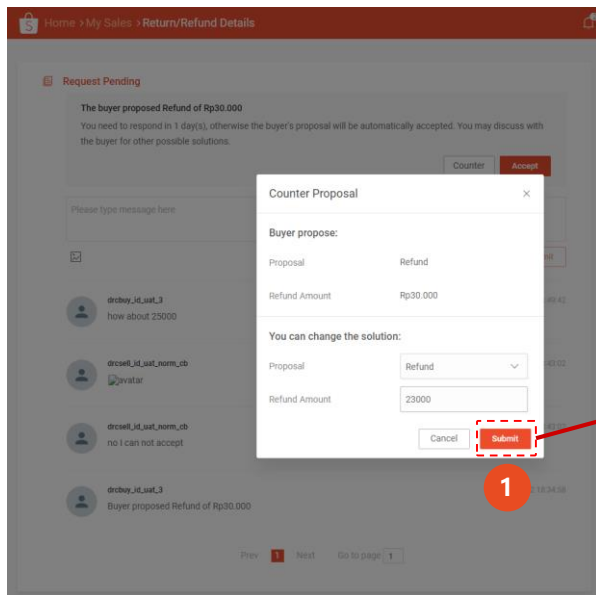 Home > My Sales > Return/Refund Details
Request Pending
The buyer proposed Refund of Rp30.000
You need to respond in 1 day(s), otherwise the buyer's proposal will be automatically accepted. You may discuss with
the buyer for other possible solutions.
Counter
Accept
Please type message here
Counter Proposal
Buyer propose:
Proposal
Refund
Refund Amount
Rp30.000
You can change the solution:
Proposal
Refund
Refund Amount
23000
Cancel
Submit
1
drcbuy_id_uat_3
how about 25000
drcsell_id_uat_norm_cb
avatar
drcsell_id_uat_norm_cb
no I can not accept
drcbuy_id_uat_3
18:34:58
Buyer proposed Refund of Rp30.000
Prev
1
Next
Go to page
1